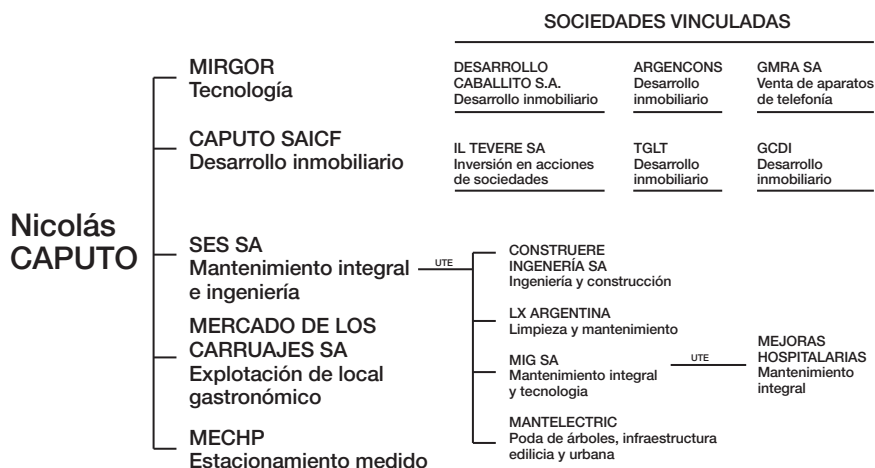 SOCIEDADES VINCULADAS
Nicolás
CAPUTO
MIRGOR
Tecnología
CAPUTO SAICF
Desarrollo inmobiliario
SES SA
Mantenimiento integral
e ingeniería
MERCADO DE LOS
CARRUAJES SA
Explotación de local
gastronómico
MECHP
Estacionamiento medido
DESARROLLO
CABALLITO S.A.
Desarrollo inmobiliario
ARGENCONS
Desarrollo
inmobiliario
GMRA SA
Venta de aparatos
de telefonía
IL TEVERE SA
Inversión en acciones
de sociedades
TGLT
Desarrollo
inmobiliario
GCDI
Desarrollo
inmobiliario
UTE
CONSTRUERE
INGENERÍA SA
Ingeniería y construcción
LX ARGENTINA
Limpieza y mantenimiento
MIG SA
Mantenimiento integral
y tecnologia
UTE
MEJORAS
HOSPITALARIAS
Mantenimiento
integral
MANTELECTRIC
Poda de árboles, infraestructura
edilicia y urbana